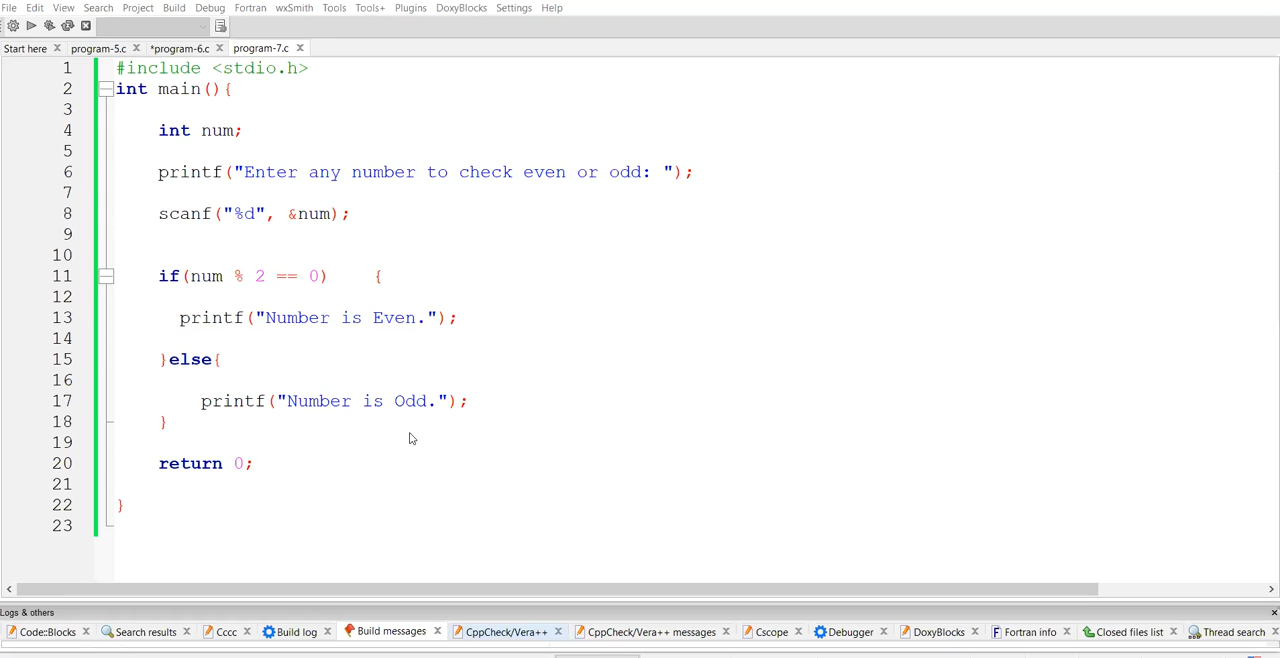 File Edit View Search Project Build Debug Fortran wxSmith Tools Tools+ Plugins DoxyBlocks Settings Help
Start here program-5.c *program-6.c program-7.c
1 #include <stdio.h>
2 int main(){
3
4 int num;
5
6 printf("Enter any number to check even or odd: ");
7
8 scanf("%d", &num);
9
10
11 if(num % 2 == 0) {
12
13 printf("Number is Even.");
14
15 }else{
16
17 printf("Number is Odd.");
18 }
19
20 return 0;
21
22 }
23
Logs & others
Code::Blocks Search results Cccc Build log Build messages CppCheck/Vera++ CppCheck/Vera++ messages Cscope Debugger DoxyBlocks Fortran info Closed files list Thread search